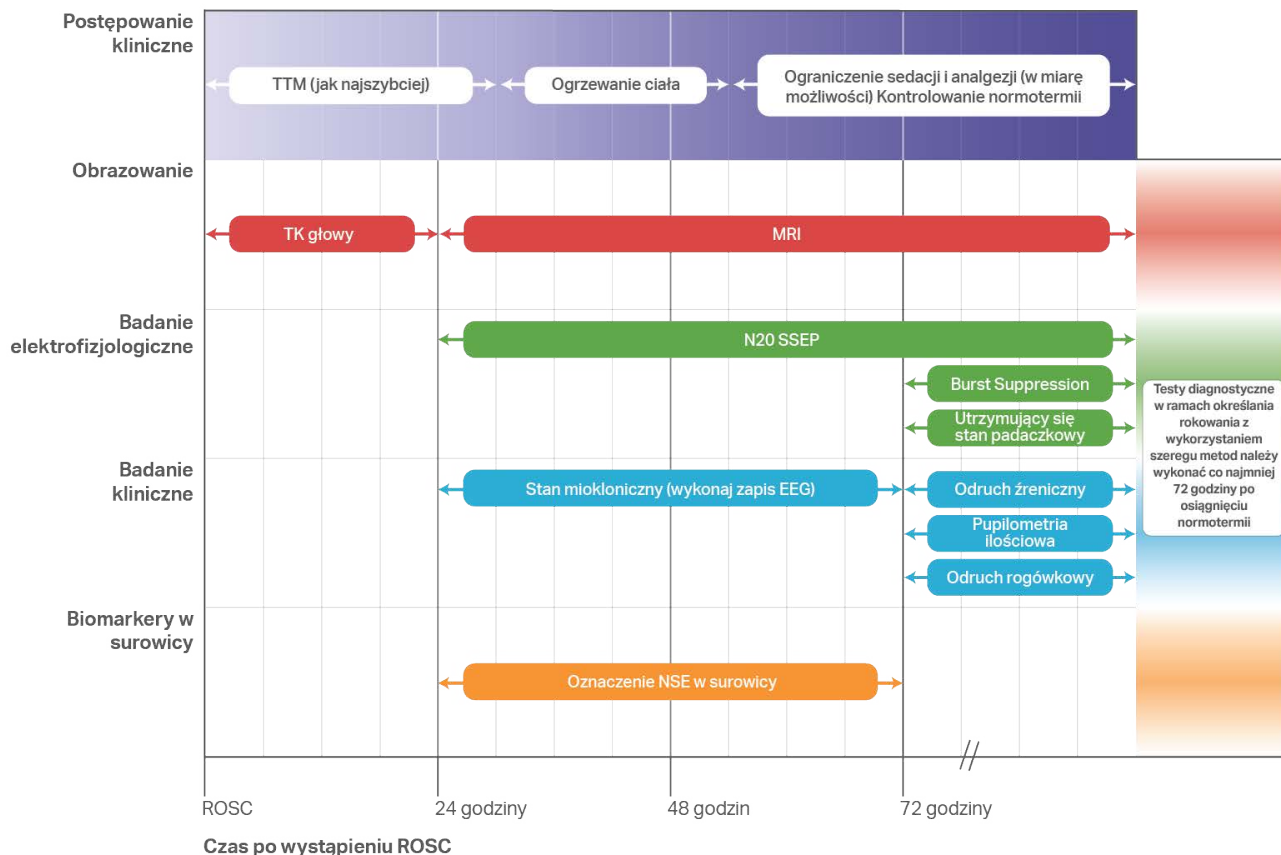 Postępowanie
kliniczne
TTM (jak najszybciej)
Ogrzewanie ciała
Ograniczenie sedacji i analgezji (w miarę
możliwości) Kontrolowanie normotermii
Obrazowanie
TK głowy
MRI
Badanie
elektrofizjologiczne
N20 SSEP
Burst Suppression
Utrzymujący się
stan padaczkowy
Testy diagnostyczne
w ramach określania
rokowania z
wykorzystaniem
szeregu metod należy
wykonać co najmniej
72 godziny po
osiągnięciu
normotermii
Badanie
kliniczne
Stan miokloniczny (wykonaj zapis EEG)
Odruch źreniczny
Pupilometria
ilościowa
Odruch rogówkowy
Biomarkery w
surowicy
Oznaczenie NSE w surowicy
ROSC
24 godziny
48 godzin
72 godziny
Czas po wystąpieniu ROSC